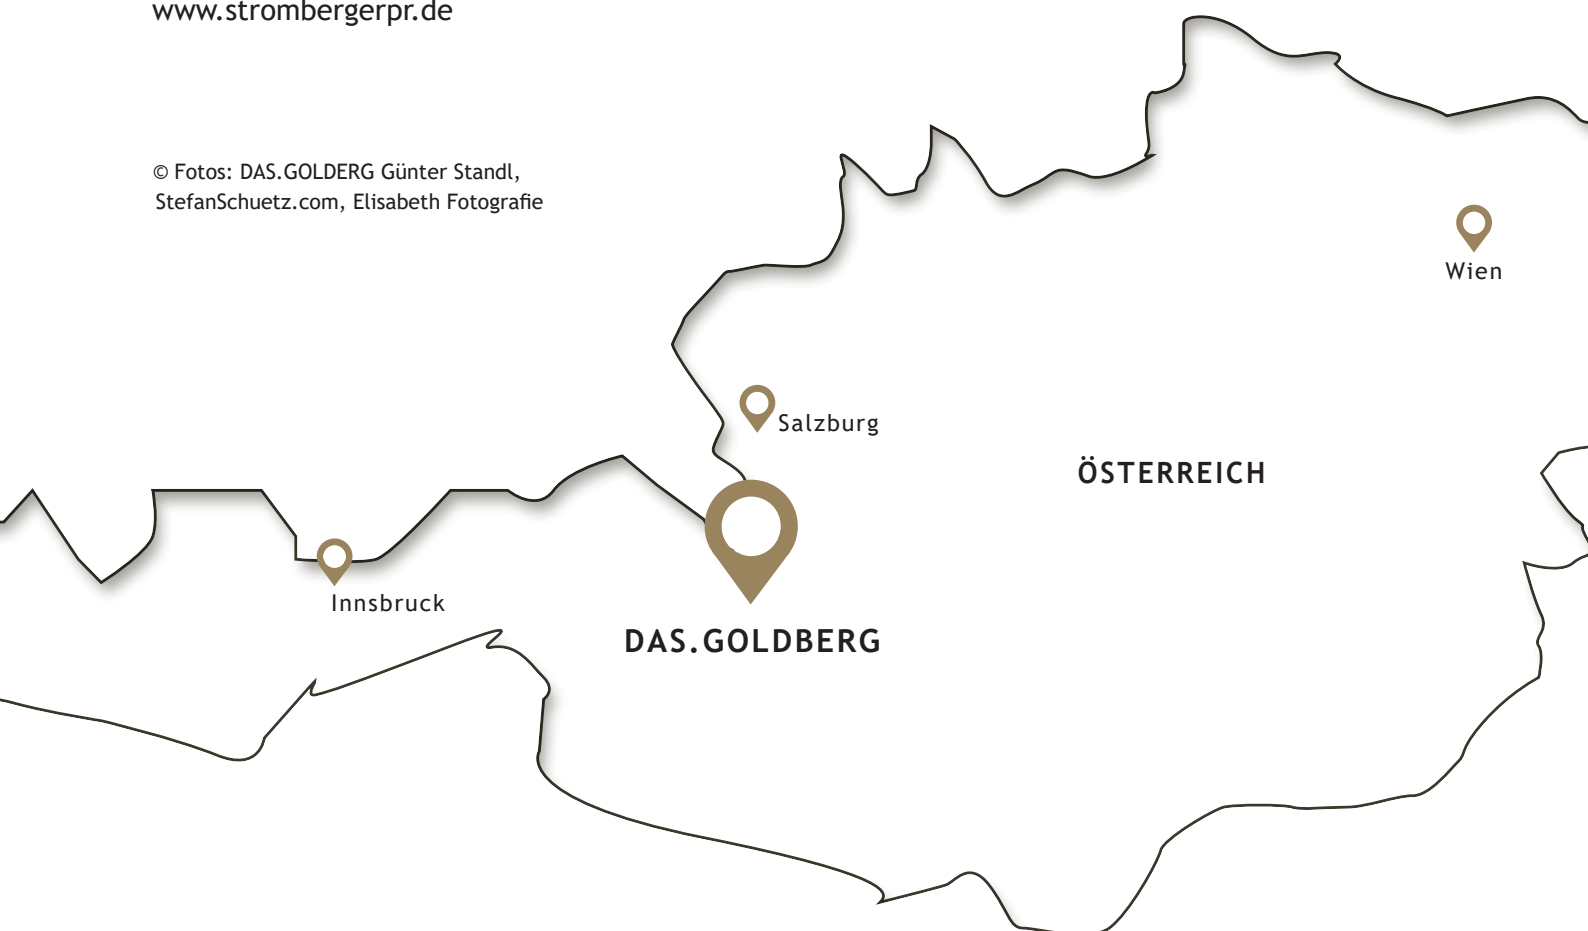 www.strombergerpr.de
© Fotos: DAS.GOLDERG Günter Standl,
StefanSchuetz.com, Elisabeth Fotografie
Wien
Salzburg
ÖSTERREICH
Innsbruck
DAS.GOLDBERG